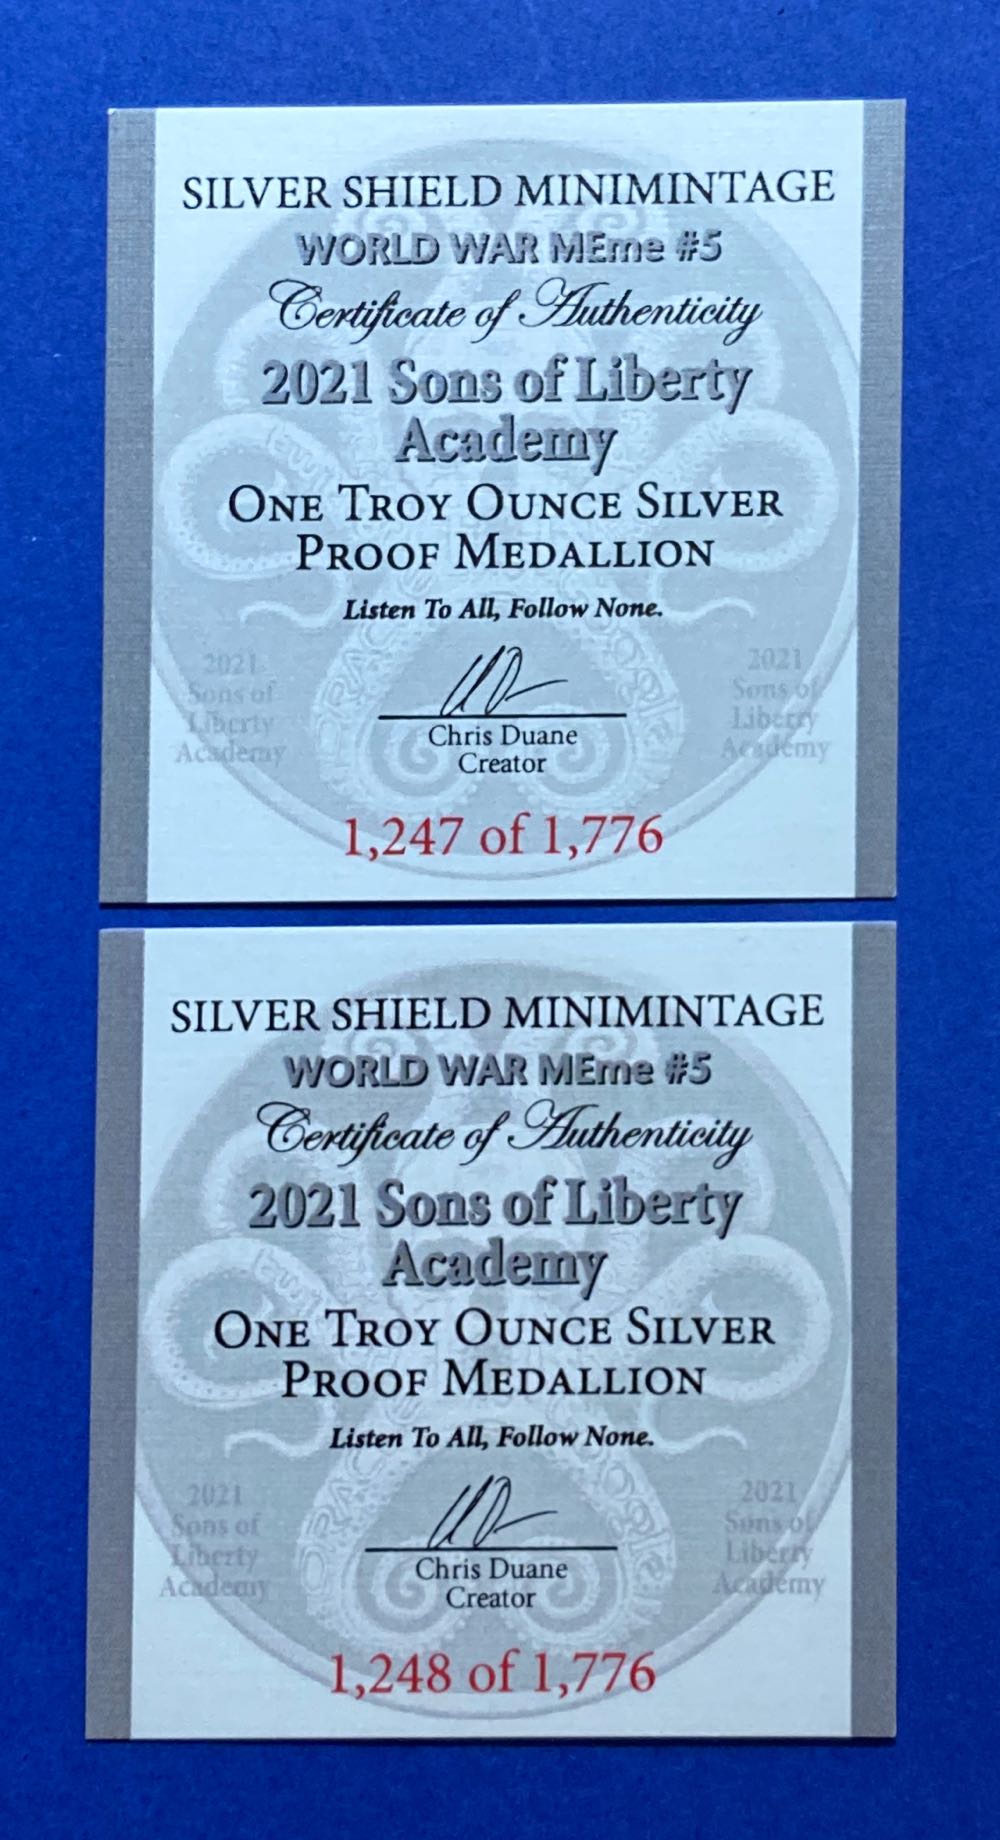 SILVER SHIELD MINIMINTAGE
WORLD WAR MEme #5
Certificate of Authenticity
2021 Sons of Liberty
Academy
ONE TROY OUNCE SILVER
PROOF MEDALLION
Listen To All, Follow None.
2021
Sons of
Liberty
Academy
2021
Sons of
Liberty
Academy
Chris Duane
Creator
1,247 of 1,776
SILVER SHIELD MINIMINTAGE
WORLD WAR MEme #5
Certificate of Authenticity
2021 Sons of Liberty
Academy
ONE TROY OUNCE SILVER
PROOF MEDALLION
Listen To All, Follow None.
2021
Sons of
Liberty
Academy
2021
Sons of
Liberty
Academy
Chris Duane
Creator
1,248 of 1,776